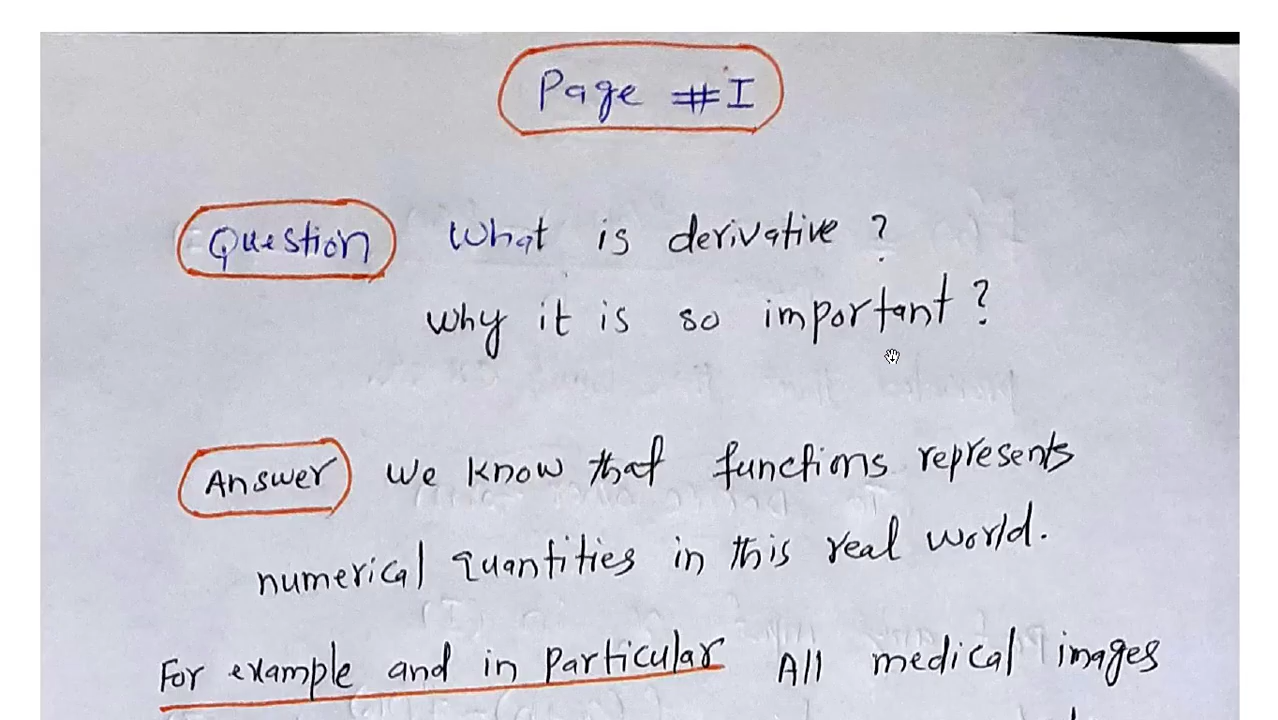 Page #I
Question What is derivative?
Why it is so important?
Answer We know that functions represents
numerical quantities in this real world.
For example and in particular All medical images